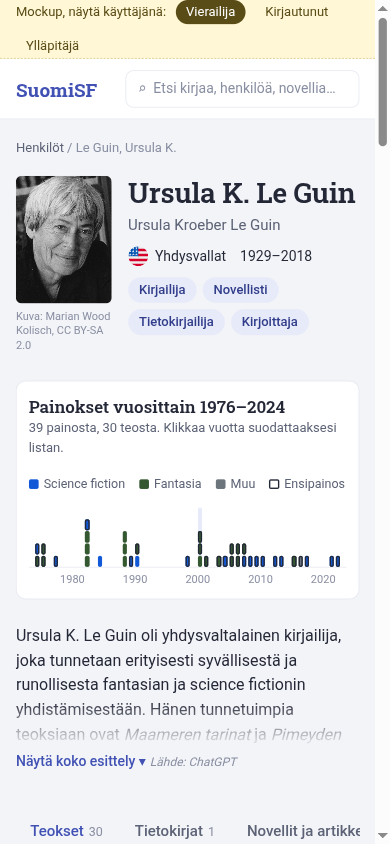 Mockup, näytä käyttäjänä: Vierailija Kirjautunut
Ylläpitäjä
SuomiSF
Etsi kirjaa, henkilöä, novellia…
Henkilöt / Le Guin, Ursula K.
Ursula K. Le Guin
Ursula Kroeber Le Guin
Yhdysvallat 1929–2018
Kirjailija Novellisti
Tietokirjailija Kirjoittaja
Kuva: Marian Wood
Kolisch, CC BY-SA
2.0
Painokset vuosittain 1976–2024
39 painosta, 30 teosta. Klikkaa vuotta suodattaaksesi
listan.
Science fiction Fantasia Muu Ensipainos
1980 1990 2000 2010 2020
Ursula K. Le Guin oli yhdysvaltalainen kirjailija,
joka tunnetaan erityisesti syvällisestä ja
runollisesta fantasian ja science fictionin
yhdistämisestään. Hänen tunnetuimpia
teoksiaan ovat Maameren tarinat ja Pimeyden
Näytä koko esittely ▾ Lähde: ChatGPT
Teokset 30 Tietokirjat 1 Novellit ja artikke